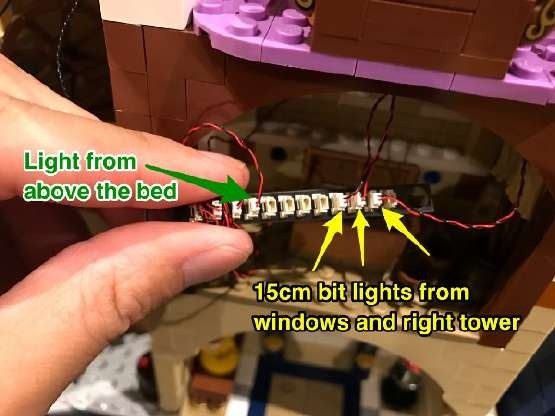 Light from
above the bed
15cm bit lights from
windows and right tower